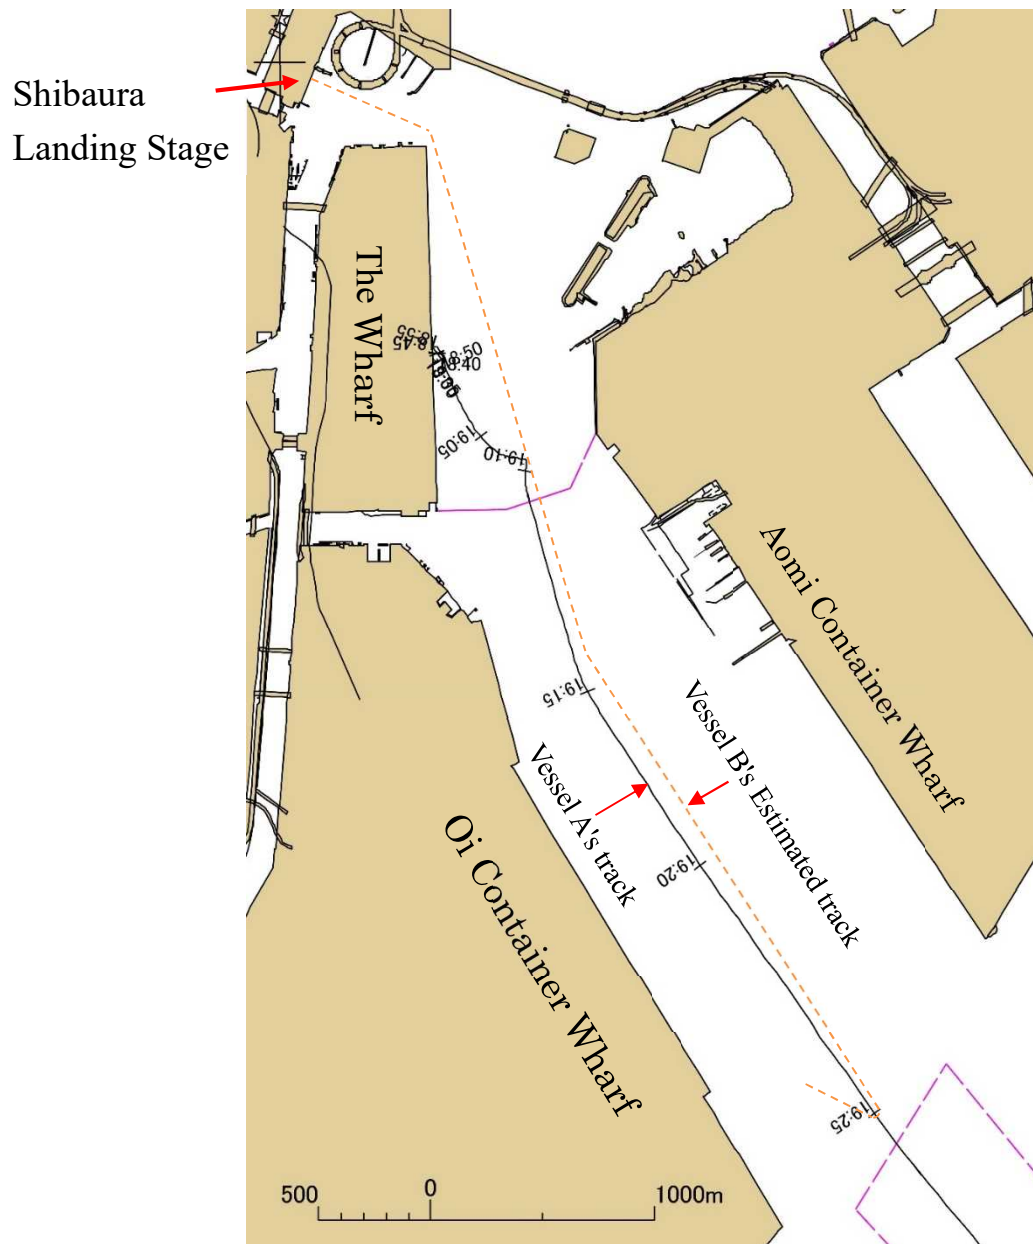 Shibaura
Landing Stage
The Wharf
18:55
18:45
18:50
18:40
19:05
19:10
Aomi Container Wharf
19:15
Vessel B's Estimated track
Vessel A's track
19:20
Oi Container Wharf
19:25
500
0
1000m